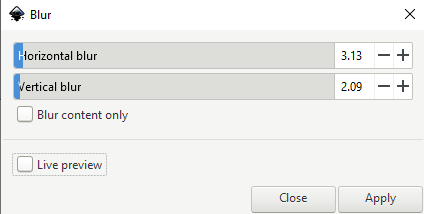 Blur
Horizontal blur 3.13
Vertical blur 2.09
Blur content only
Live preview
Close Apply